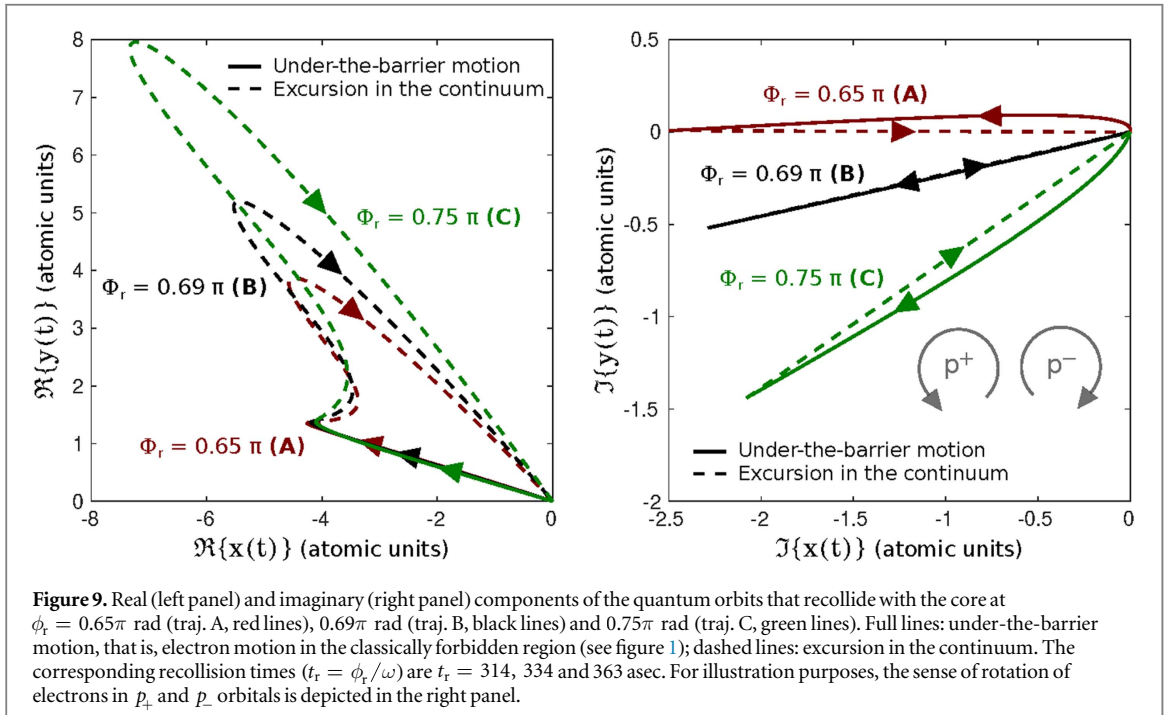 8
7
6
5
4
3
2
1
0
-8
-6
-4
-2
0
ℜ{y(t)} (atomic units)
ℜ{x(t)} (atomic units)
Under-the-barrier motion
Excursion in the continuum
Φr = 0.75 π (C)
Φr = 0.69 π (B)
Φr = 0.65 π (A)
0.5
0
-0.5
-1
-1.5
-2
-2.5
-2
-1.5
-1
-0.5
0
ℑ{y(t)} (atomic units)
ℑ{x(t)} (atomic units)
Φr = 0.65 π (A)
Φr = 0.69 π (B)
Φr = 0.75 π (C)
p+
p−
Under-the-barrier motion
Excursion in the continuum
Figure 9. Real (left panel) and imaginary (right panel) components of the quantum orbits that recollide with the core at
ϕr = 0.65π rad (traj. A, red lines), 0.69π rad (traj. B, black lines) and 0.75π rad (traj. C, green lines). Full lines: under-the-barrier
motion, that is, electron motion in the classically forbidden region (see figure 1); dashed lines: excursion in the continuum. The
corresponding recollision times (tr = ϕr/ω) are tr = 314, 334 and 363 asec. For illustration purposes, the sense of rotation of
electrons in p+ and p− orbitals is depicted in the right panel.